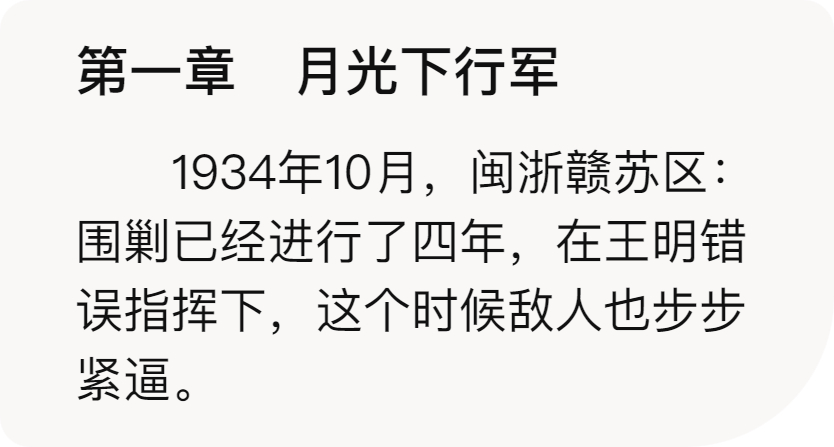 第一章　月光下行军
1934年10月，闽浙赣苏区：
围剿已经进行了四年，在王明错
误指挥下，这个时候敌人也步步
紧逼。